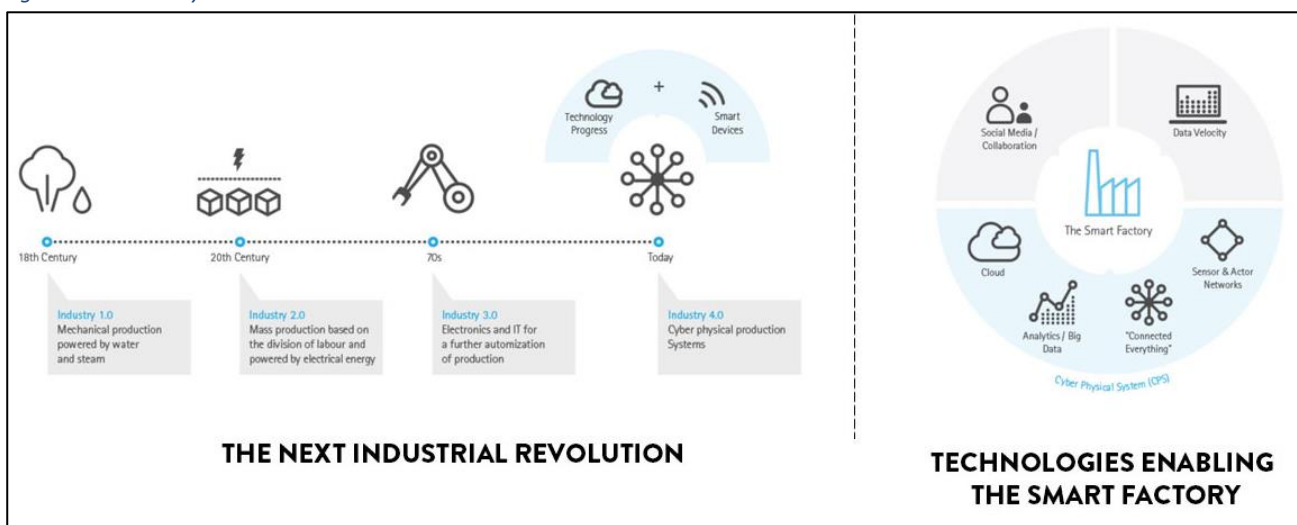 Technology
Progress
+
Smart
Devices
18th Century
20th Century
70s
Today
Industry 1.0
Mechanical production
powered by water
and steam
Industry 2.0
Mass production based on
the division of labour and
powered by electrical energy
Industry 3.0
Electronics and IT for
a further automization
of production
Industry 4.0
Cyber physical production
Systems
THE NEXT INDUSTRIAL REVOLUTION
Social Media /
Collaboration
Data Velocity
The Smart Factory
Cloud
Sensor & Actor
Networks
Analytics / Big
Data
"Connected
Everything"
Cyber Physical System (CPS)
TECHNOLOGIES ENABLING
THE SMART FACTORY